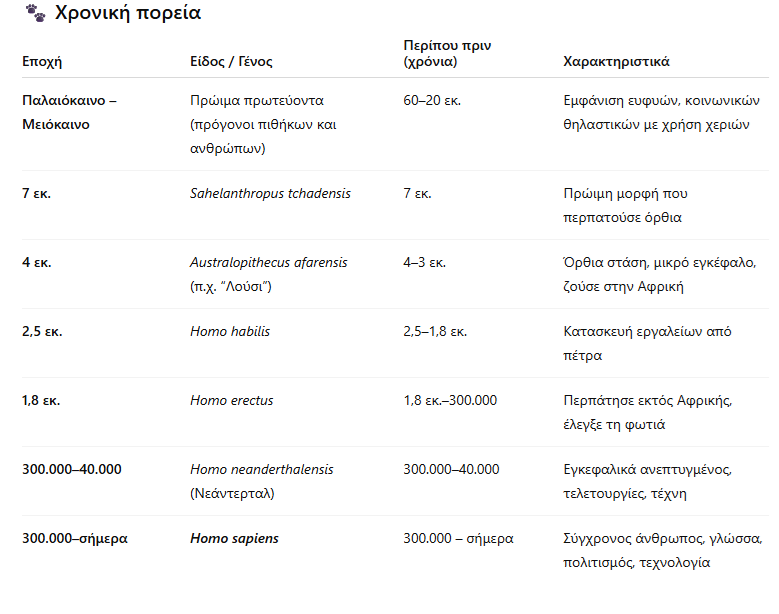 🐾 Χρονική πορεία
Εποχή Είδος / Γένος Περίπου πριν (χρόνια) Χαρακτηριστικά
Παλαιόκαινο – Μειόκαινο Πρώιμα πρωτεύοντα (πρόγονοι πιθήκων και ανθρώπων) 60–20 εκ. Εμφάνιση ευφυών, κοινωνικών θηλαστικών με χρήση χεριών
7 εκ. Sahelanthropus tchadensis 7 εκ. Πρώιμη μορφή που περπατούσε όρθια
4 εκ. Australopithecus afarensis (π.χ. “Λούσι”) 4–3 εκ. Όρθια στάση, μικρό εγκέφαλο, ζούσε στην Αφρική
2,5 εκ. Homo habilis 2,5–1,8 εκ. Κατασκευή εργαλείων από πέτρα
1,8 εκ. Homo erectus 1,8 εκ.–300.000 Περπάτησε εκτός Αφρικής, έλεγξε τη φωτιά
300.000–40.000 Homo neanderthalensis (Νεάντερταλ) 300.000–40.000 Εγκεφαλικά ανεπτυγμένος, τελετουργίες, τέχνη
300.000–σήμερα Homo sapiens 300.000 – σήμερα Σύγχρονος άνθρωπος, γλώσσα, πολιτισμός, τεχνολογία